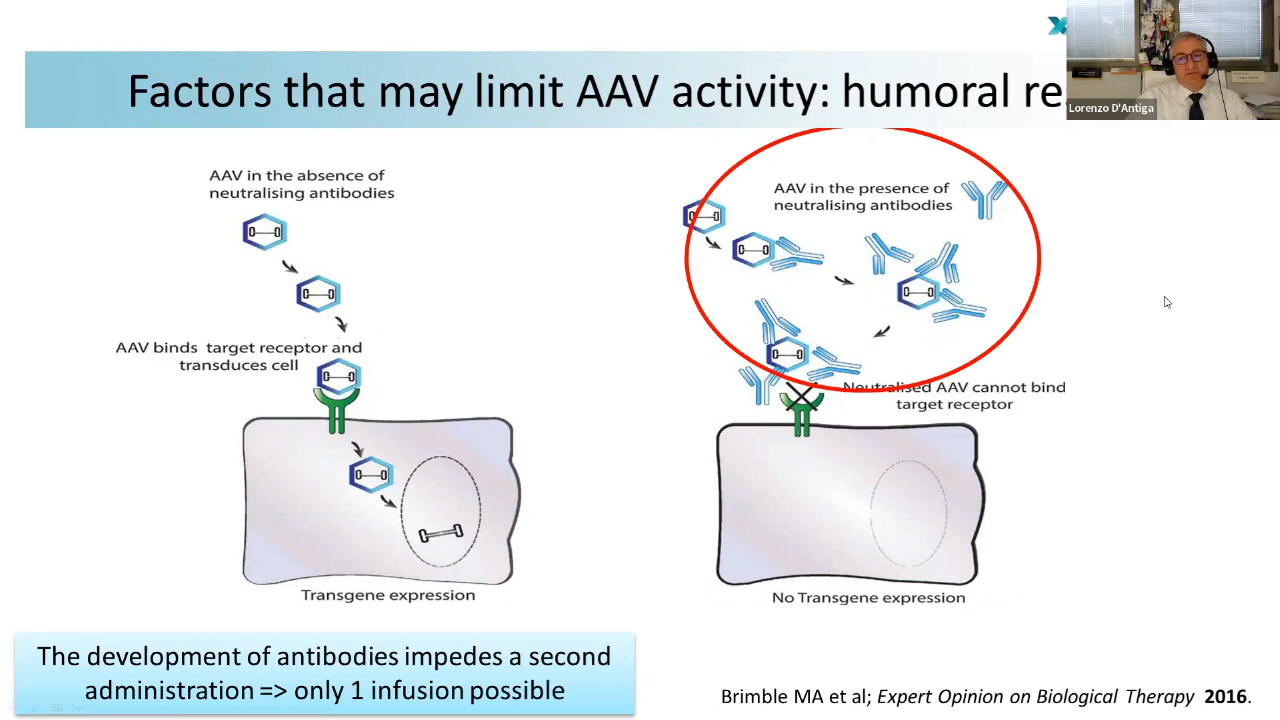 Factors that may limit AAV activity: humoral re
Lorenzo D'Antiga
AAV in the absence of
neutralising antibodies
AAV in the presence of
neutralising antibodies
AAV binds target receptor and
transduces cell
Neutralised AAV cannot bind
target receptor
Transgene expression
No Transgene expression
The development of antibodies impedes a second
administration => only 1 infusion possible
Brimble MA et al; Expert Opinion on Biological Therapy 2016.